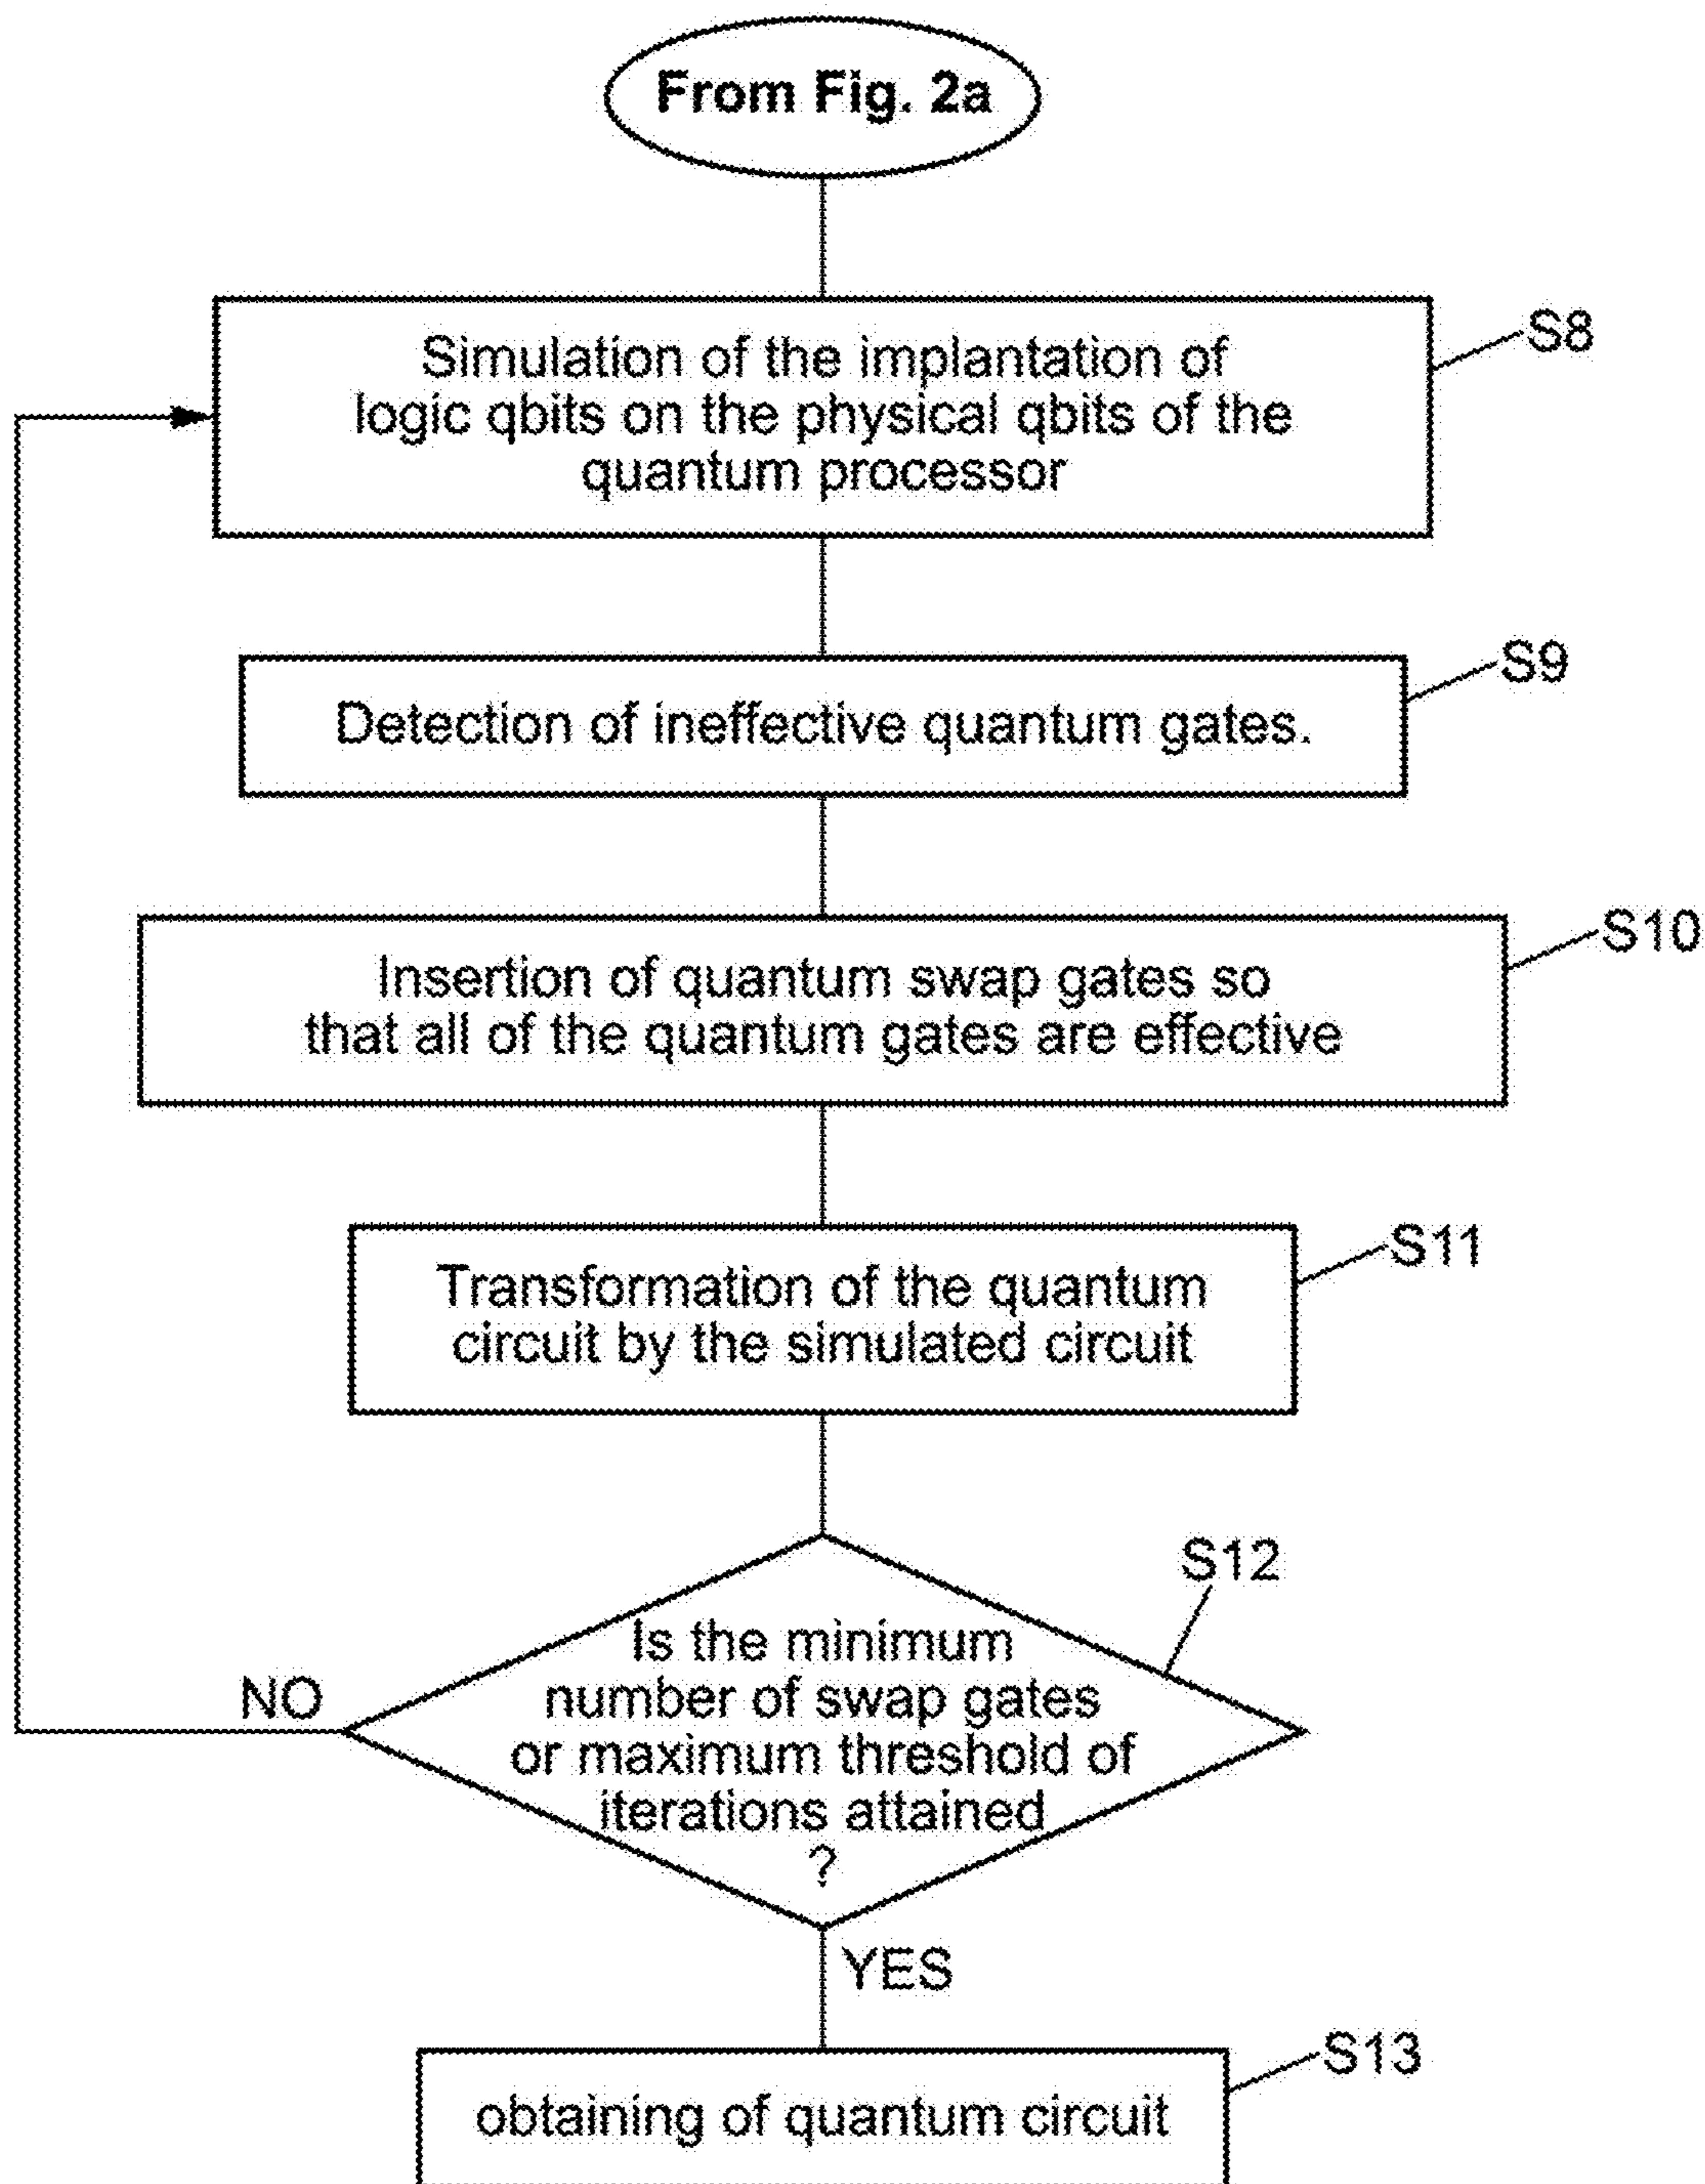 From Fig. 2a
Simulation of the implantation of
logic qbits on the physical qbits of the
quantum processor
S8
Detection of ineffective quantum gates.
S9
Insertion of quantum swap gates so
that all of the quantum gates are effective
S10
Transformation of the quantum
circuit by the simulated circuit
S11
S12
Is the minimum
number of swap gates
or maximum threshold of
iterations attained
?
NO
YES
obtaining of quantum circuit
S13